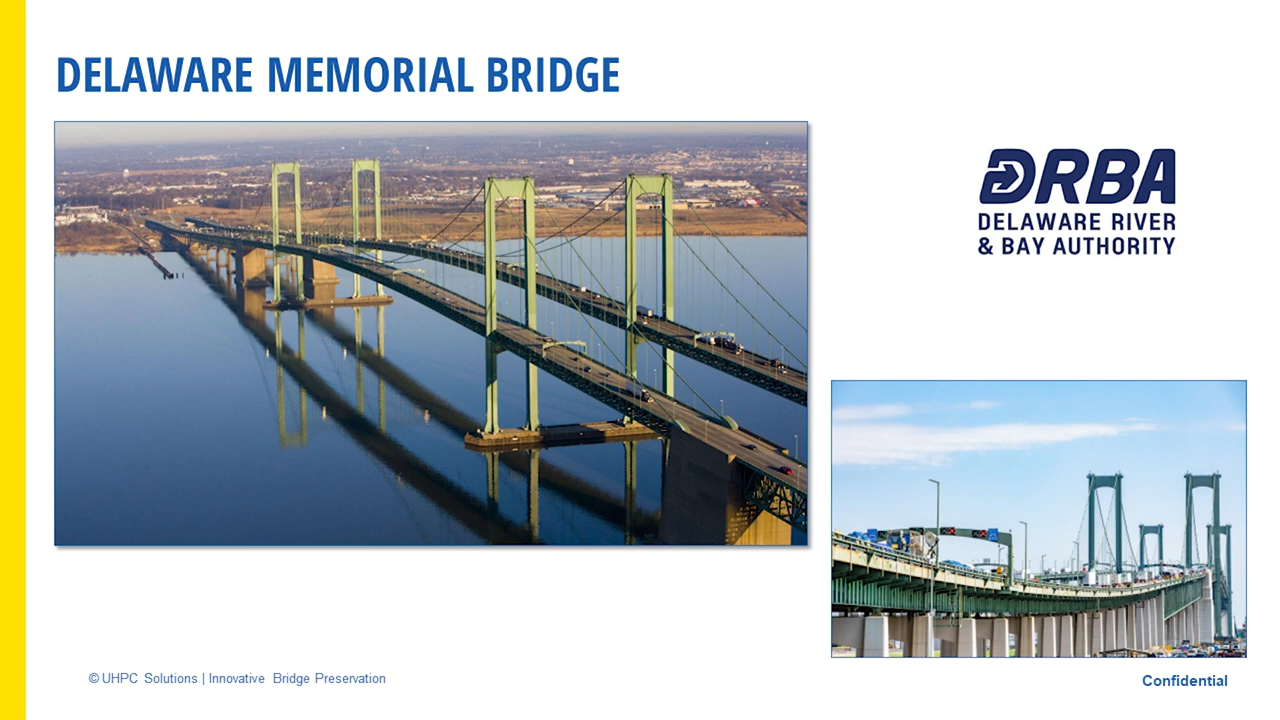 DELAWARE MEMORIAL BRIDGE
DRBA
DELAWARE RIVER
& BAY AUTHORITY
© UHPC Solutions | Innovative Bridge Preservation
Confidential